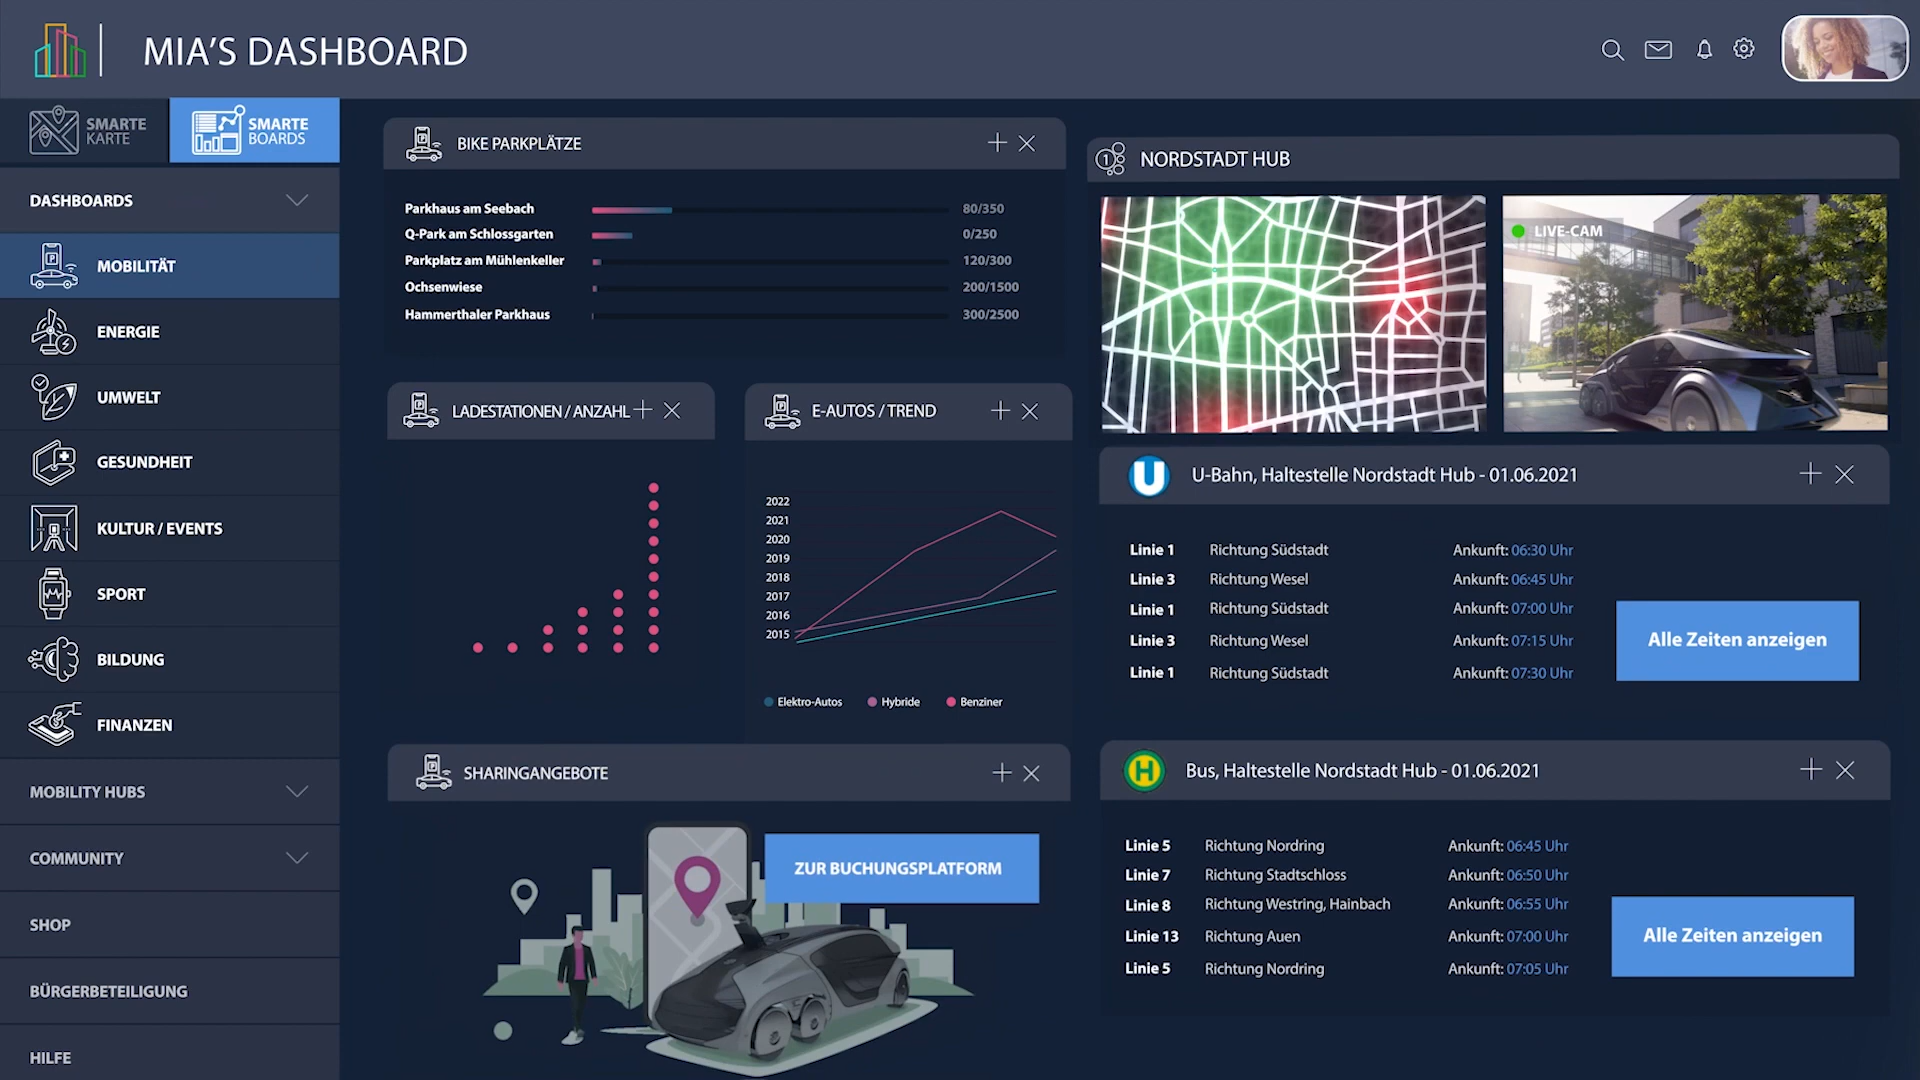 MIA'S DASHBOARD
SMARTE
KARTE
SMARTE
BOARDS
DASHBOARDS
MOBILITÄT
ENERGIE
UMWELT
GESUNDHEIT
KULTUR / EVENTS
SPORT
BILDUNG
FINANZEN
MOBILITY HUBS
COMMUNITY
SHOP
BÜRGERBETEILIGUNG
HILFE
BIKE PARKPLÄTZE
Parkhaus am Seebach 80/350
Q-Park am Schlossgarten 0/250
Parkplatz am Mühlenkeller 120/300
Ochsenwiese 200/1500
Hammerthaler Parkhaus 300/2500
LADESTATIONEN / ANZAHL
E-AUTOS / TREND
2022
2021
2020
2019
2018
2017
2016
2015
Elektro-Autos Hybride Benziner
SHARINGANGEBOTE
ZUR BUCHUNGSPLATFORM
1 NORDSTADT HUB
LIVE-CAM
U U-Bahn, Haltestelle Nordstadt Hub - 01.06.2021
Linie 1 Richtung Südstadt Ankunft: 06:30 Uhr
Linie 3 Richtung Wesel Ankunft: 06:45 Uhr
Linie 1 Richtung Südstadt Ankunft: 07:00 Uhr
Linie 3 Richtung Wesel Ankunft: 07:15 Uhr
Linie 1 Richtung Südstadt Ankunft: 07:30 Uhr
Alle Zeiten anzeigen
H Bus, Haltestelle Nordstadt Hub - 01.06.2021
Linie 5 Richtung Nordring Ankunft: 06:45 Uhr
Linie 7 Richtung Stadtschloss Ankunft: 06:50 Uhr
Linie 8 Richtung Westring, Hainbach Ankunft: 06:55 Uhr
Linie 13 Richtung Auen Ankunft: 07:00 Uhr
Linie 5 Richtung Nordring Ankunft: 07:05 Uhr
Alle Zeiten anzeigen